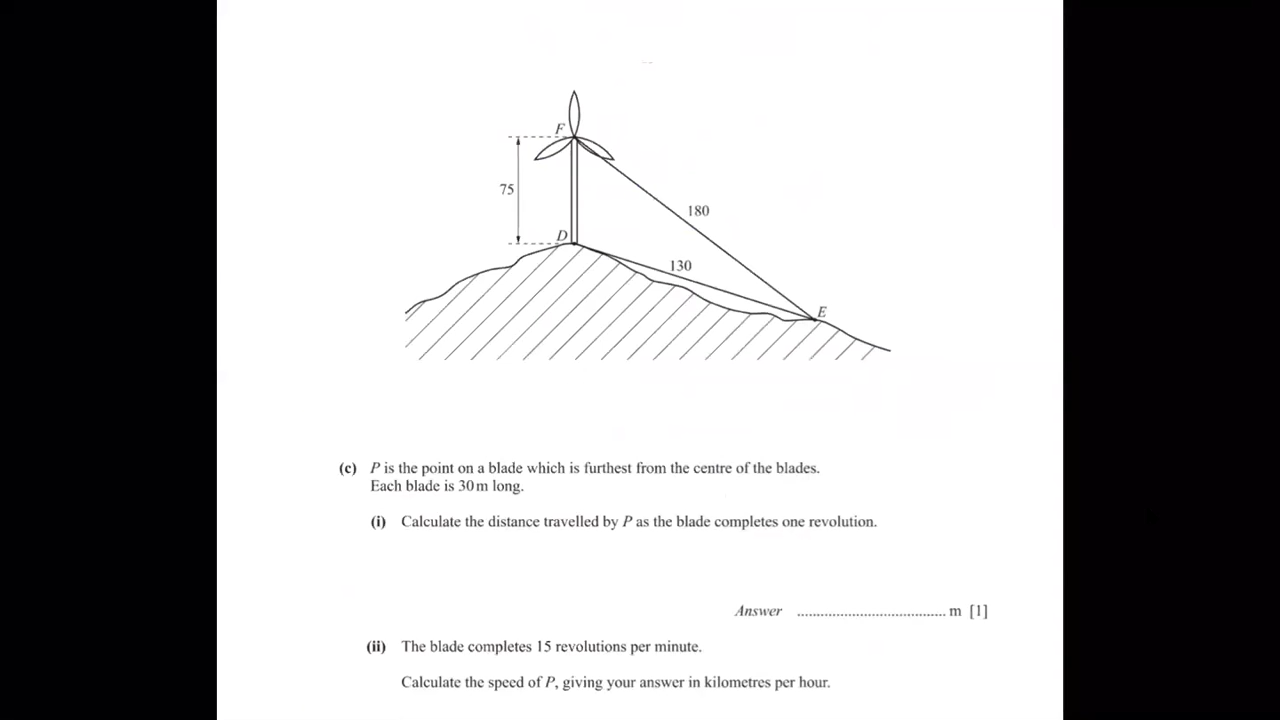 F
75
180
D
130
E
(c) P is the point on a blade which is furthest from the centre of the blades.
Each blade is 30 m long.
(i) Calculate the distance travelled by P as the blade completes one revolution.
Answer ...................................... m [1]
(ii) The blade completes 15 revolutions per minute.
Calculate the speed of P, giving your answer in kilometres per hour.